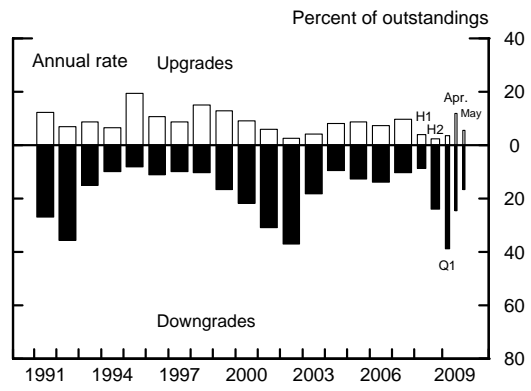 Percent of outstandings
40
Annual rate Upgrades
20
Apr.
H1 May
H2
0
20
40
Q1
60
Downgrades
80
1991 1994 1997 2000 2003 2006 2009